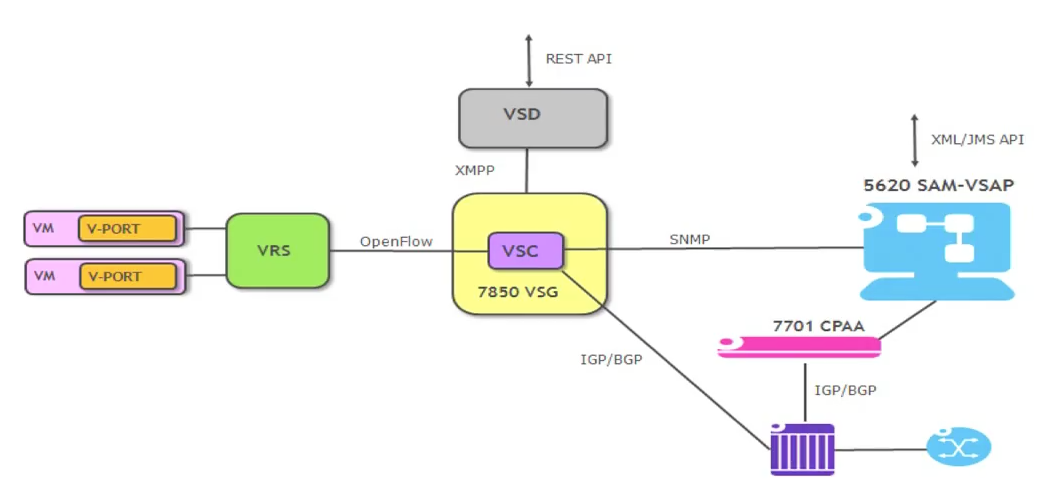 REST API
VSD
XML/JMS API
XMPP
5620 SAM-VSAP
VM
V-PORT
OpenFlow
SNMP
VRS
VSC
VM
V-PORT
7850 VSG
7701 CPAA
IGP/BGP
IGP/BGP